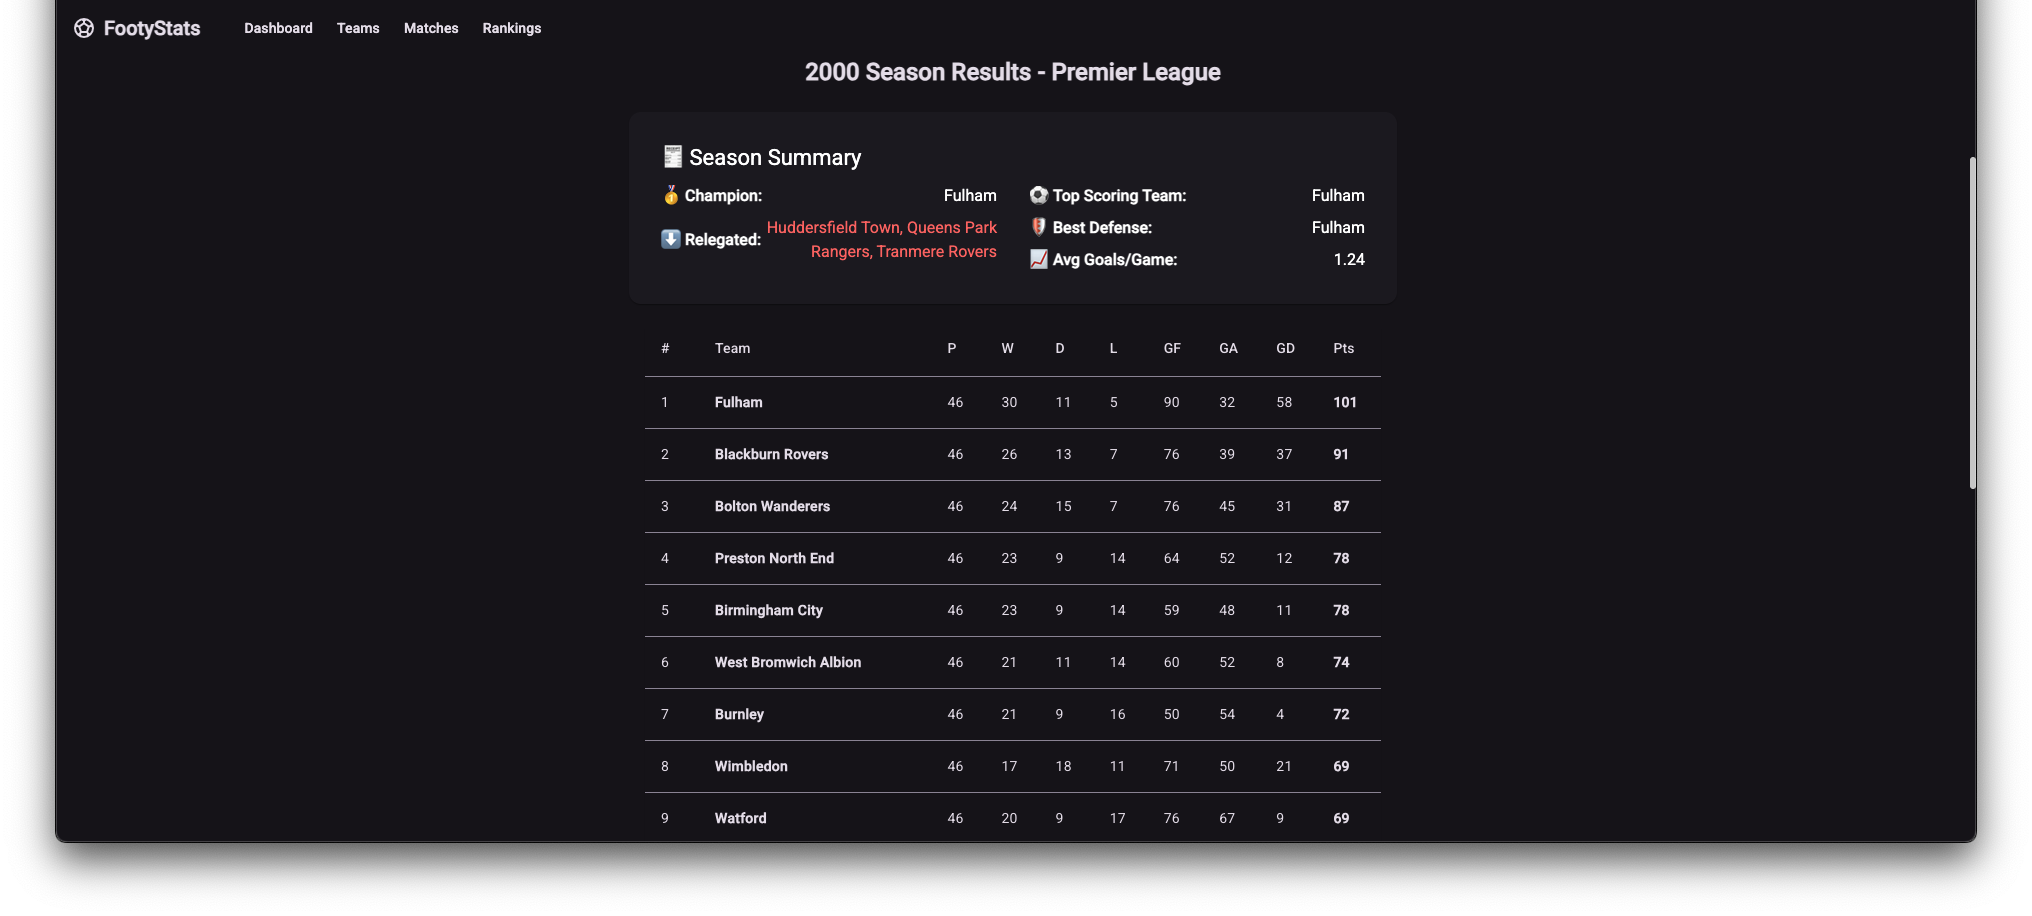 FootyStats Dashboard Teams Matches Rankings
2000 Season Results - Premier League
Season Summary
Champion: Fulham
Relegated: Huddersfield Town, Queens Park
Rangers, Tranmere Rovers
Top Scoring Team: Fulham
Best Defense: Fulham
Avg Goals/Game: 1.24
# Team P W D L GF GA GD Pts
1 Fulham 46 30 11 5 90 32 58 101
2 Blackburn Rovers 46 26 13 7 76 39 37 91
3 Bolton Wanderers 46 24 15 7 76 45 31 87
4 Preston North End 46 23 9 14 64 52 12 78
5 Birmingham City 46 23 9 14 59 48 11 78
6 West Bromwich Albion 46 21 11 14 60 52 8 74
7 Burnley 46 21 9 16 50 54 4 72
8 Wimbledon 46 17 18 11 71 50 21 69
9 Watford 46 20 9 17 76 67 9 69